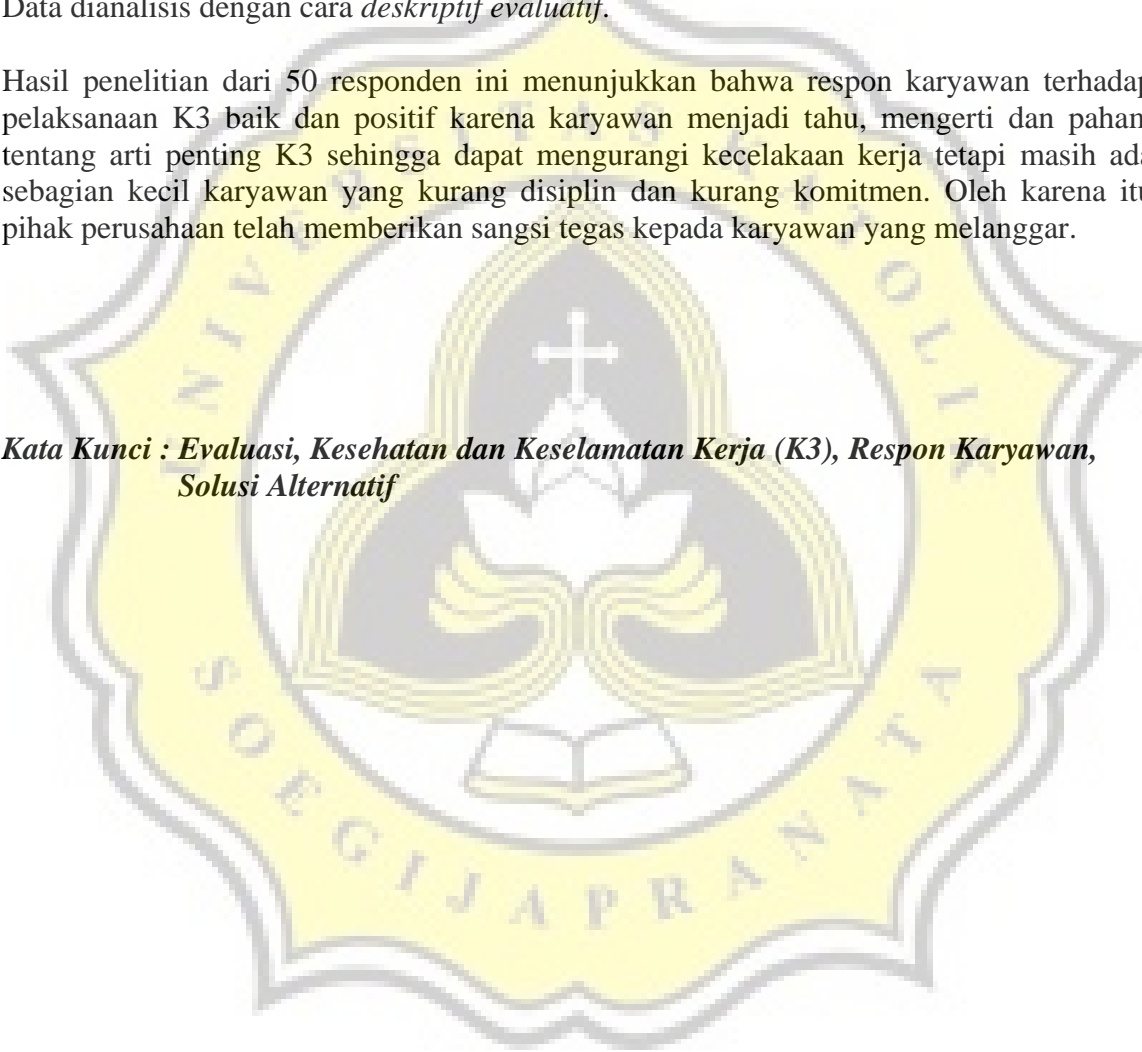 Data dianalisis dengan cara deskriptif evaluatif.
Hasil penelitian dari 50 responden ini menunjukkan bahwa respon karyawan terhadap
pelaksanaan K3 baik dan positif karena karyawan menjadi tahu, mengerti dan paham
tentang arti penting K3 sehingga dapat mengurangi kecelakaan kerja tetapi masih ada
sebagian kecil karyawan yang kurang disiplin dan kurang komitmen. Oleh karena itu
pihak perusahaan telah memberikan sangsi tegas kepada karyawan yang melanggar.
Kata Kunci : Evaluasi, Kesehatan dan Keselamatan Kerja (K3), Respon Karyawan,
Solusi Alternatif
UNIVERSITAS KATOLIK
SOEGIJAPRANATA